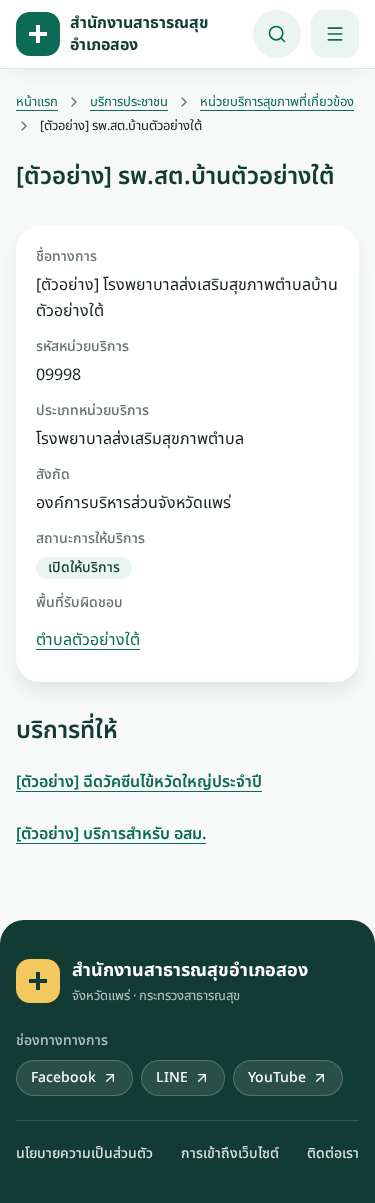 สำนักงานสาธารณสุข
อำเภอสอง
หน้าแรก > บริการประชาชน > หน่วยบริการสุขภาพที่เกี่ยวข้อง
> [ตัวอย่าง] รพ.สต.บ้านตัวอย่างใต้
[ตัวอย่าง] รพ.สต.บ้านตัวอย่างใต้
ชื่อทางการ
[ตัวอย่าง] โรงพยาบาลส่งเสริมสุขภาพตำบลบ้าน
ตัวอย่างใต้
รหัสหน่วยบริการ
09998
ประเภทหน่วยบริการ
โรงพยาบาลส่งเสริมสุขภาพตำบล
สังกัด
องค์การบริหารส่วนจังหวัดแพร่
สถานะการให้บริการ
เปิดให้บริการ
พื้นที่รับผิดชอบ
ตำบลตัวอย่างใต้
บริการที่ให้
[ตัวอย่าง] ฉีดวัคซีนไข้หวัดใหญ่ประจำปี
[ตัวอย่าง] บริการสำหรับ อสม.
สำนักงานสาธารณสุขอำเภอสอง
จังหวัดแพร่ · กระทรวงสาธารณสุข
ช่องทางทางการ
Facebook LINE YouTube
นโยบายความเป็นส่วนตัว การเข้าถึงเว็บไซต์ ติดต่อเรา